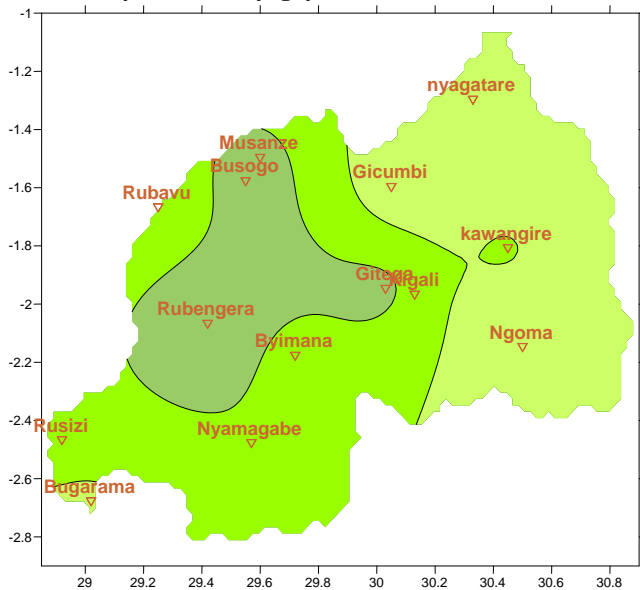 -1
-1.2
-1.4
-1.6
-1.8
-2
-2.2
-2.4
-2.6
-2.8
nyagatare
Musanze
Busogo
Gicumbi
Rubavu
kawangire
Gitega
Kigali
Rubengera
Byimana
Ngoma
Rusizi
Nyamagabe
Bugarama
29 29.2 29.4 29.6 29.8 30 30.2 30.4 30.6 30.8